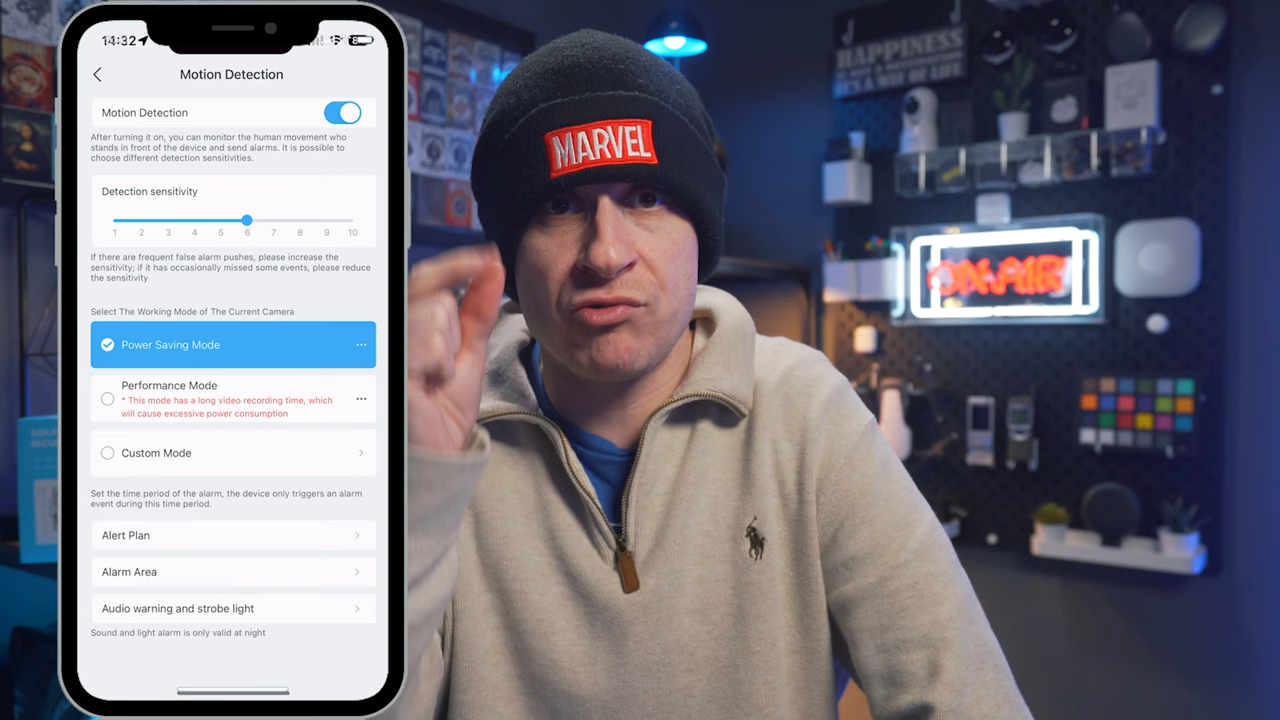 14:32
Motion Detection
Motion Detection
After turning it on, you can monitor the human movement who
stands in front of the device and send alarms. It is possible to
choose different detection sensitivities.
Detection sensitivity
1 2 3 4 5 6 7 8 9 10
If there are frequent false alarm pushes, please increase the
sensitivity; if it has occasionally missed some events, please reduce
the sensitivity
Select The Working Mode of The Current Camera
Power Saving Mode
Performance Mode
* This mode has a long video recording time, which
will cause excessive power consumption
Custom Mode
Set the time period of the alarm, the device only triggers an alarm
event during this time period.
Alert Plan
Alarm Area
Audio warning and strobe light
Sound and light alarm is only valid at night
MARVEL
HAPPINESS
IT'S A WAY OF LIFE
ON AIR